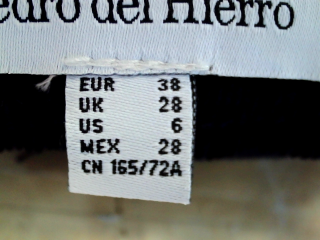 edro del Hierro
EUR 38
UK 28
US 6
MEX 28
CN 165/72A